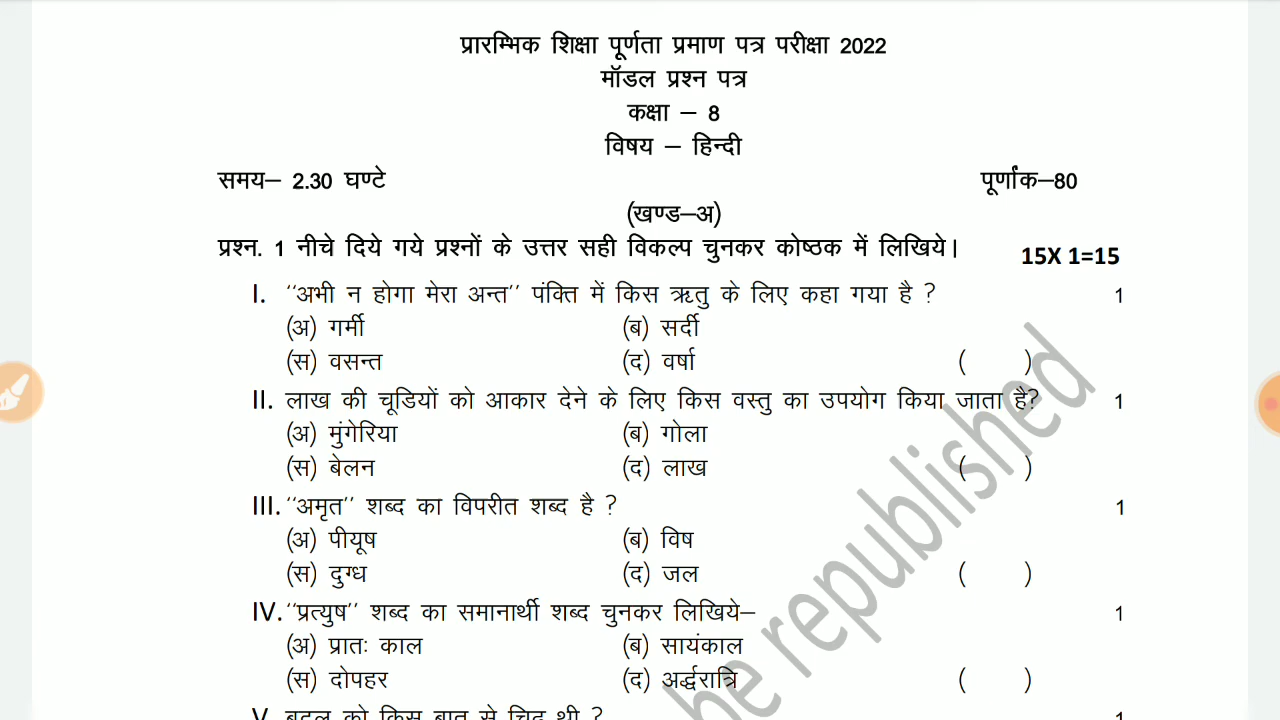 प्रारम्भिक शिक्षा पूर्णता प्रमाण पत्र परीक्षा 2022
मॉडल प्रश्न पत्र
कक्षा – 8
विषय – हिन्दी
समय– 2.30 घण्टे पूर्णांक–80
(खण्ड–अ)
प्रश्न. 1 नीचे दिये गये प्रश्नों के उत्तर सही विकल्प चुनकर कोष्ठक में लिखिये। 15X 1=15
I. ''अभी न होगा मेरा अन्त'' पंक्ति में किस ऋतु के लिए कहा गया है ? 1
(अ) गर्मी (ब) सर्दी
(स) वसन्त (द) वर्षा ( )
II. लाख की चूडियों को आकार देने के लिए किस वस्तु का उपयोग किया जाता है? 1
(अ) मुंगेरिया (ब) गोला
(स) बेलन (द) लाख ( )
III. ''अमृत'' शब्द का विपरीत शब्द है ? 1
(अ) पीयूष (ब) विष
(स) दुग्ध (द) जल ( )
IV. ''प्रत्युष'' शब्द का समानार्थी शब्द चुनकर लिखिये– 1
(अ) प्रातः काल (ब) सायंकाल
(स) दोपहर (द) अर्द्धरात्रि ( )
V. बदलू को किस बात से चिढ़ थी ? 1
be republished